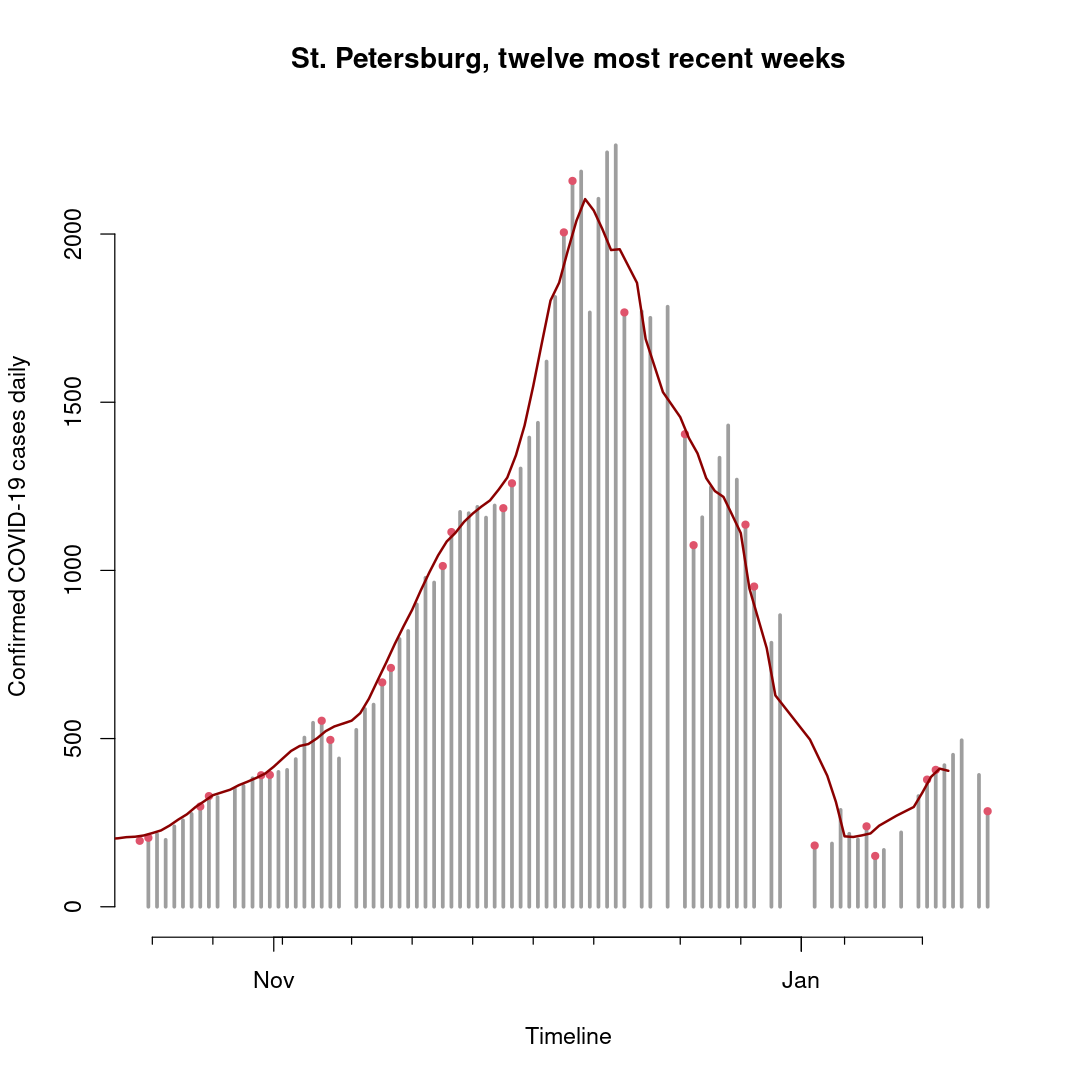 St. Petersburg, twelve most recent weeks
Confirmed COVID-19 cases daily
2000
1500
1000
500
0
Nov
Jan
Timeline